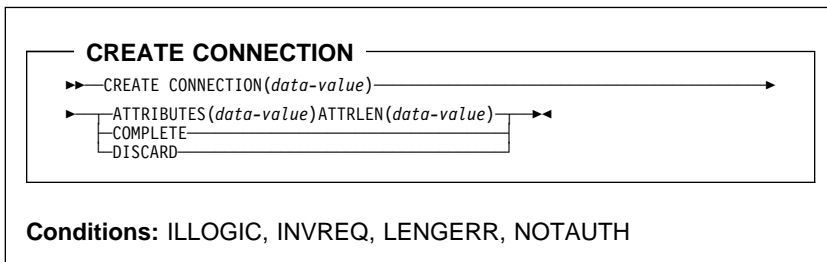 CREATE CONNECTION
CREATE CONNECTION(data-value)
ATTRIBUTES(data-value)ATTRLEN(data-value)
COMPLETE
DISCARD
Conditions: ILLOGIC, INVREQ, LENGERR, NOTAUTH